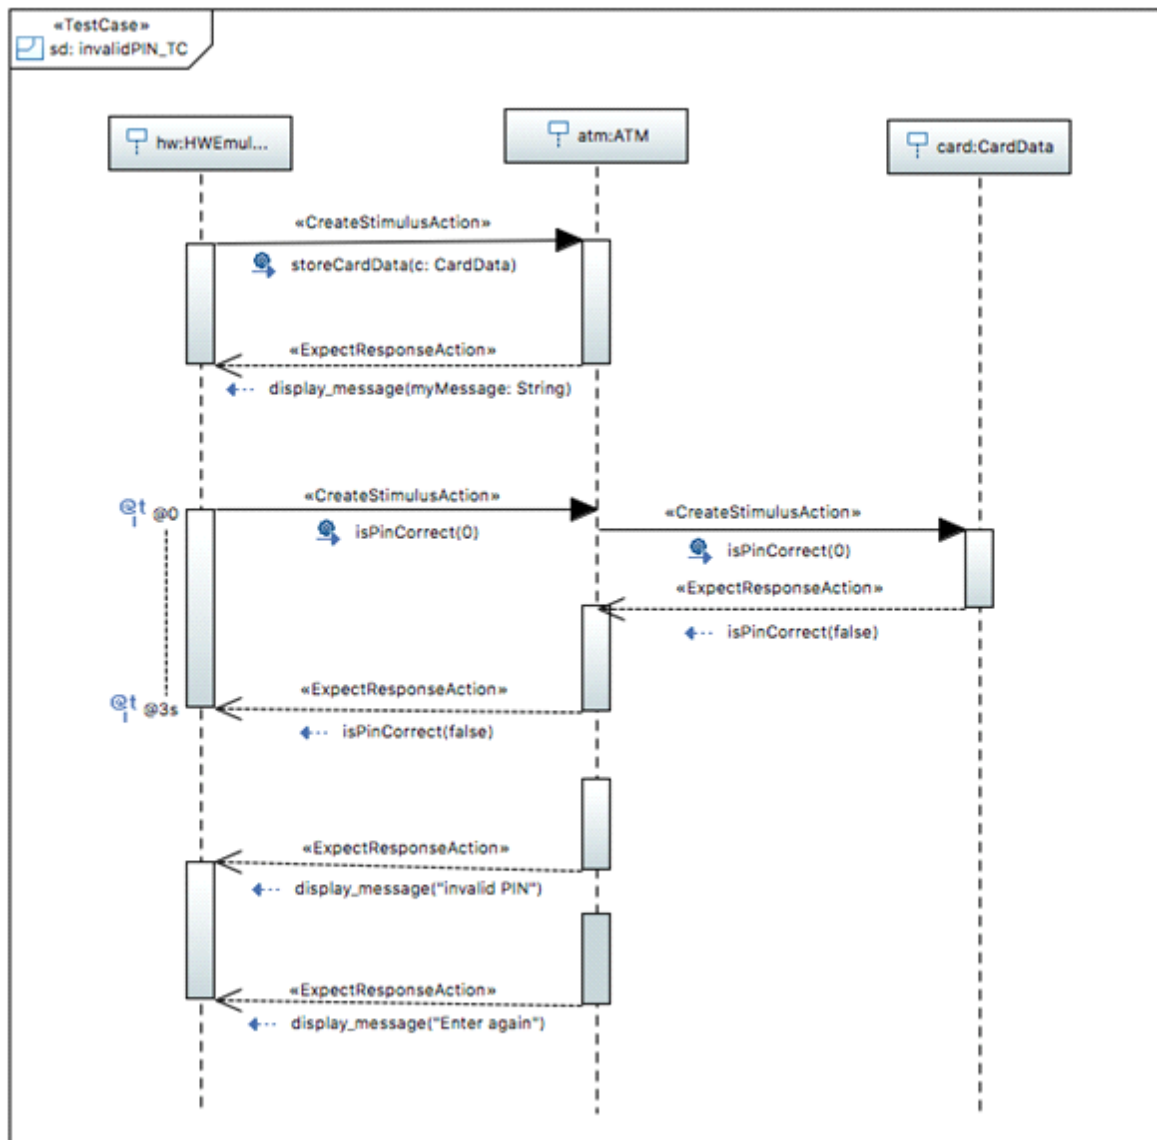 «TestCase»
sd: invalidPIN_TC
hw:HWEmul...
atm:ATM
card:CardData
«CreateStimulusAction»
storeCardData(c: CardData)
«ExpectResponseAction»
display_message(myMessage: String)
@t @0
«CreateStimulusAction»
isPinCorrect(0)
«CreateStimulusAction»
isPinCorrect(0)
«ExpectResponseAction»
isPinCorrect(false)
@t @3s
«ExpectResponseAction»
isPinCorrect(false)
«ExpectResponseAction»
display_message("invalid PIN")
«ExpectResponseAction»
display_message("Enter again")